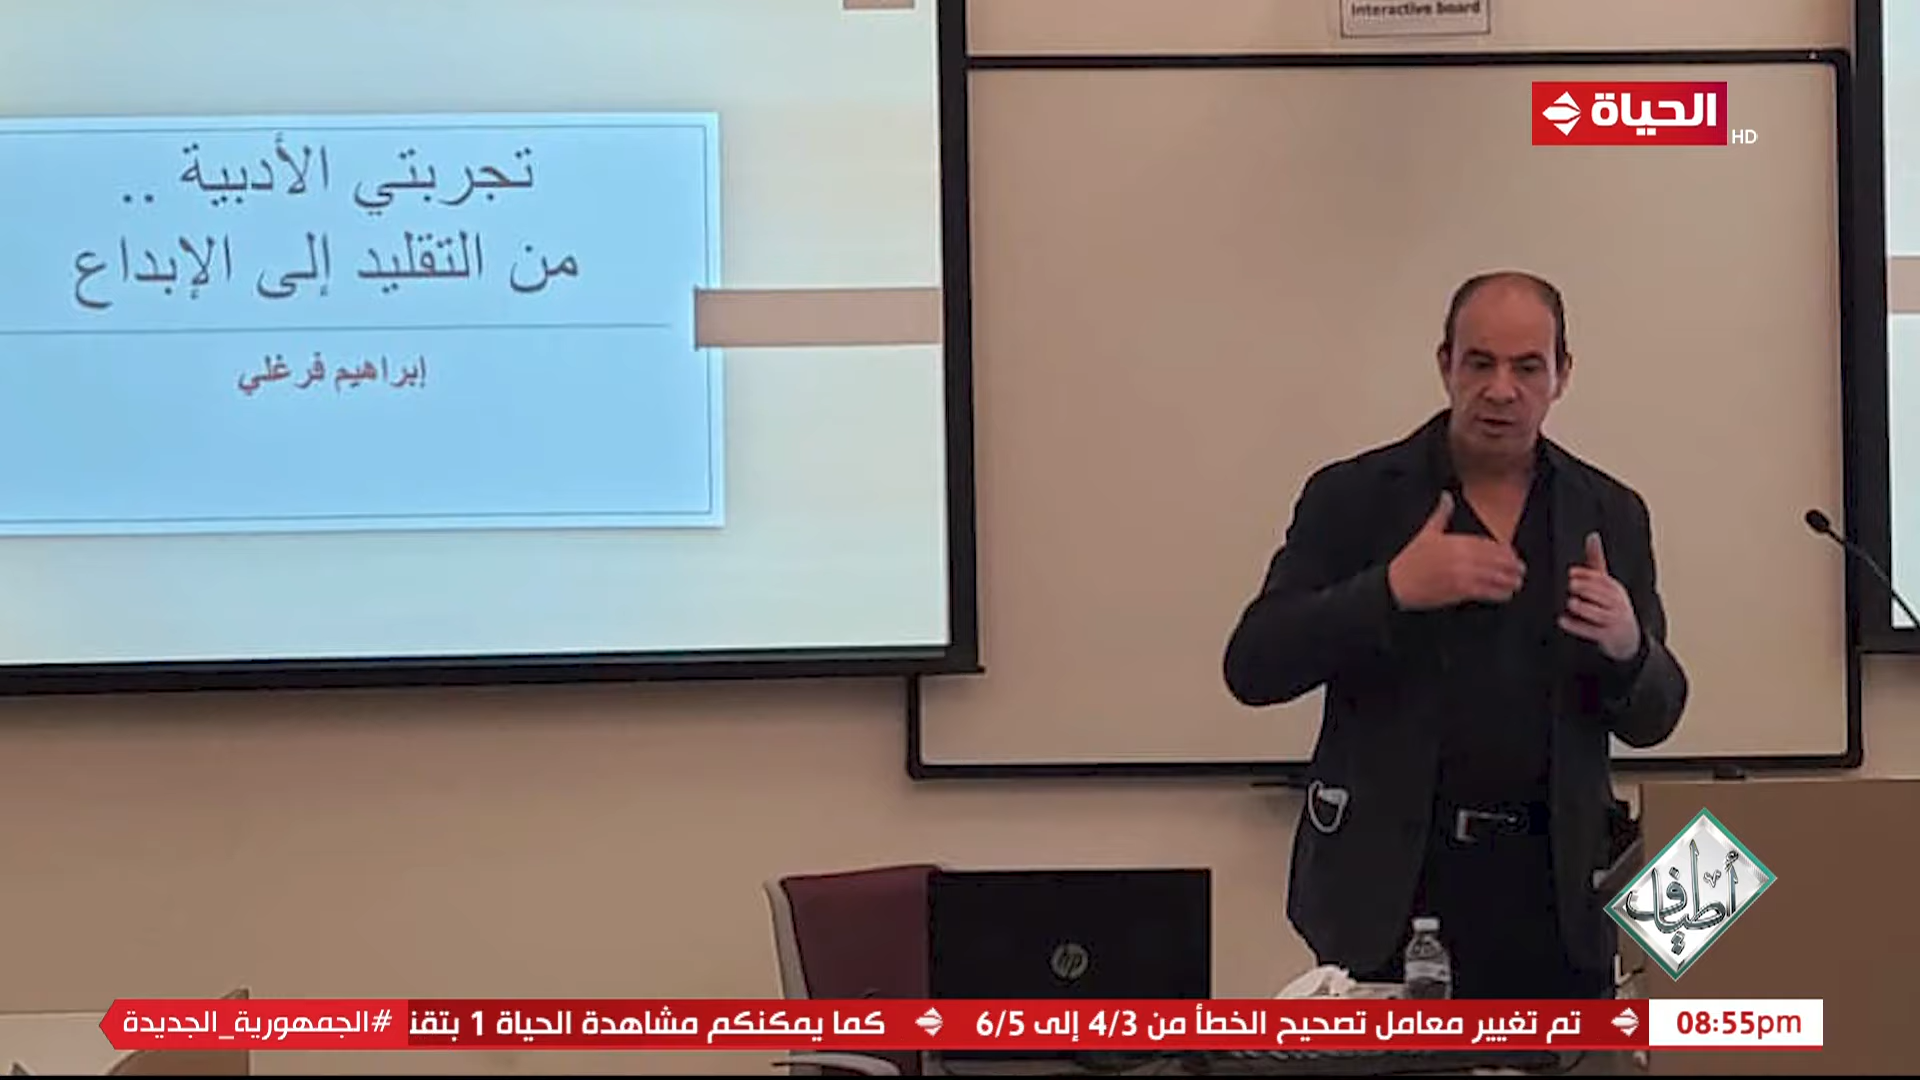 Interactive board
الحياة
HD
تجربتي الأدبية ..
من التقليد إلى الإبداع
إبراهيم فرغلي
hp
أطياف
08:55pm
تم تغيير معامل تصحيح الخطأ من 4/3 إلى 6/5
كما يمكنكم مشاهدة الحياة 1 بتقن
#الجمهورية_الجديدة